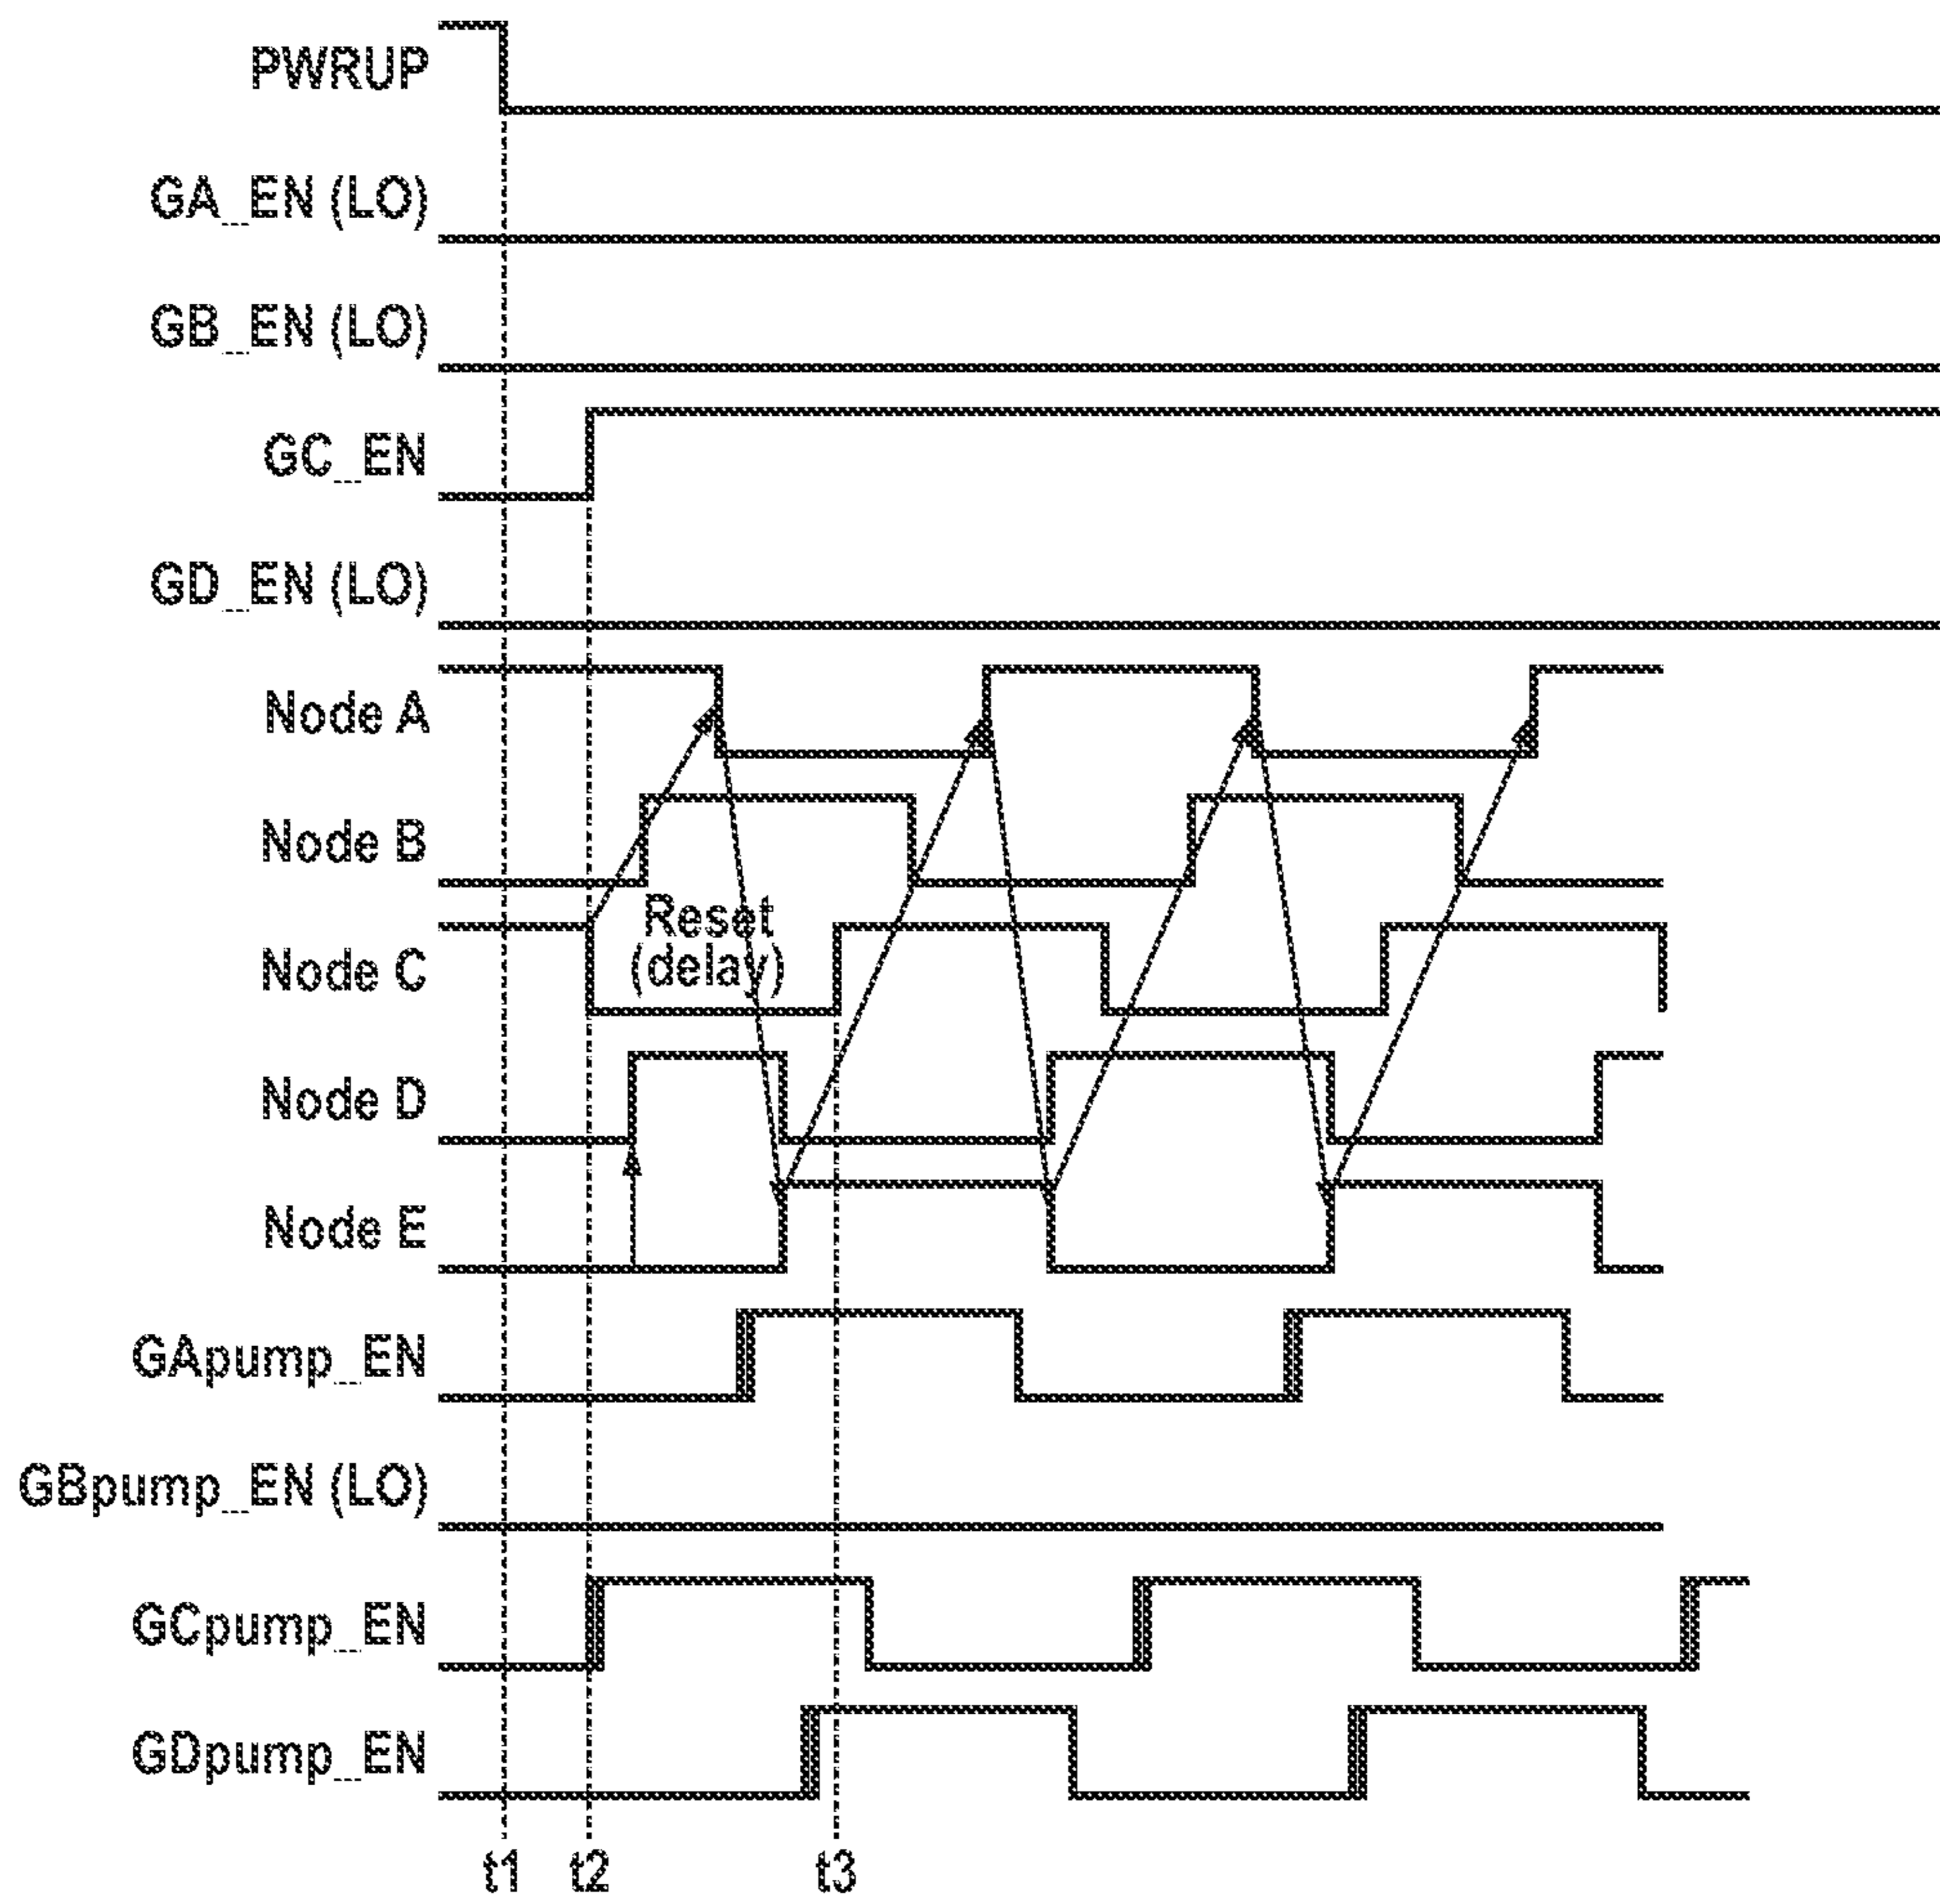 PWRUP
GA_EN (LO)
GB_EN (LO)
GC_EN
GD_EN (LO)
Node A
Node B
Reset
(delay)
Node C
Node D
Node E
GApump_EN
GBpump_EN (LO)
GCpump_EN
GDpump_EN
t1 t2 t3